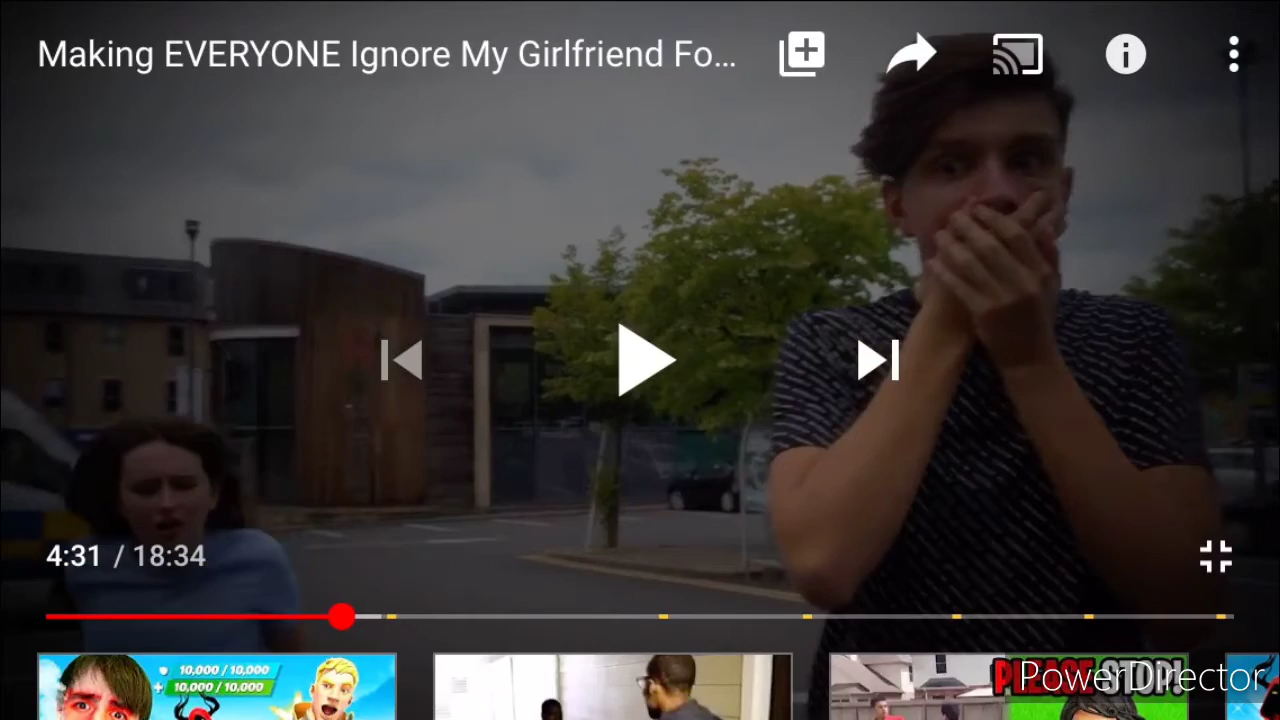 Making EVERYONE Ignore My Girlfriend Fo...
4:31 / 18:34
10,000 / 10,000
10,000 / 10,000
PLEASE STOP!
PowerDirector